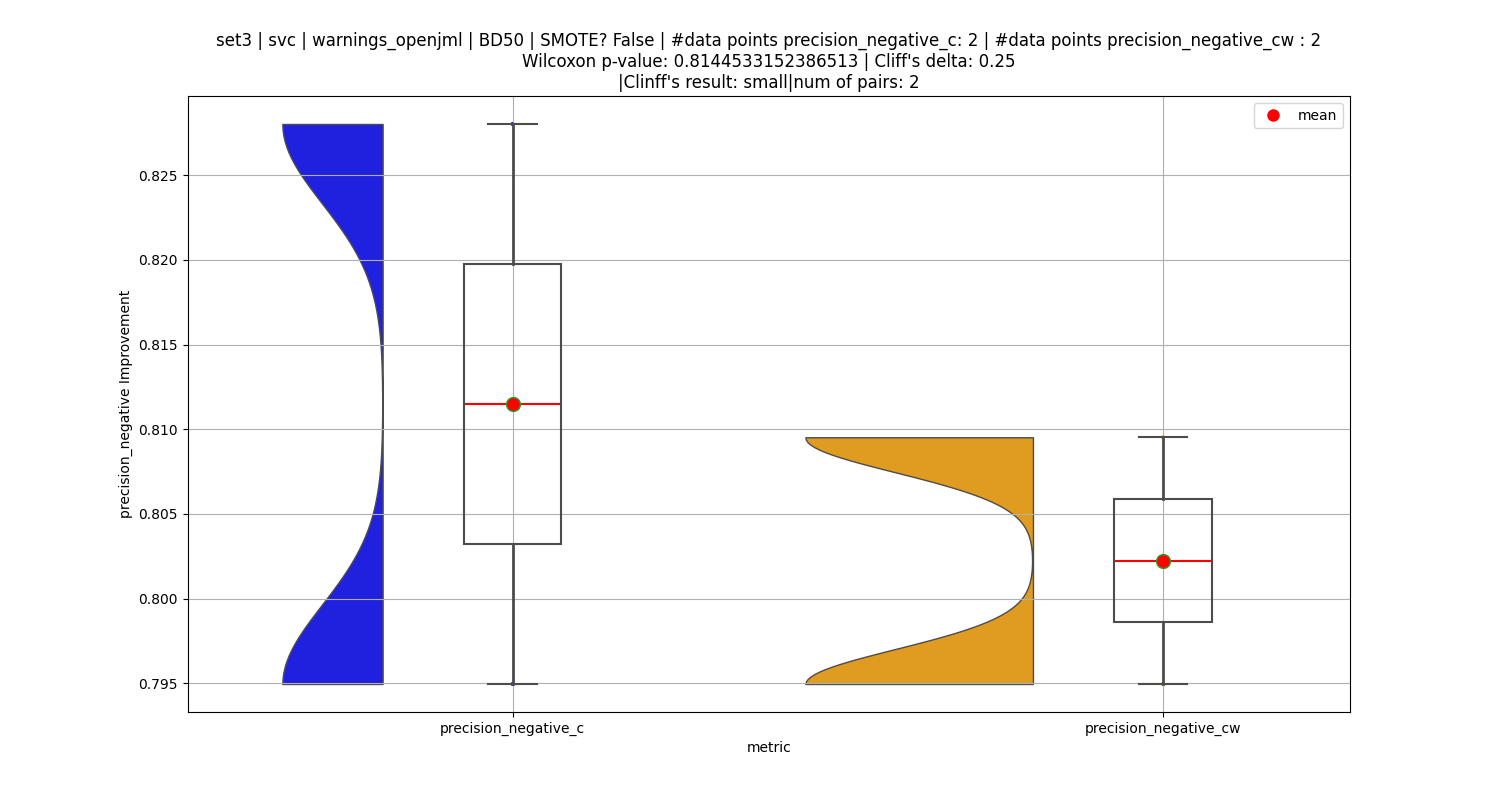 set3 | svc | warnings_openjml | BD50 | SMOTE? False | #data points precision_negative_c: 2 | #data points precision_negative_cw : 2
Wilcoxon p-value: 0.8144533152386513 | Cliff's delta: 0.25
|Clinff's result: small|num of pairs: 2
mean
0.825
0.820
0.815
0.810
0.805
0.800
0.795
precision_negative Improvement
precision_negative_c
precision_negative_cw
metric